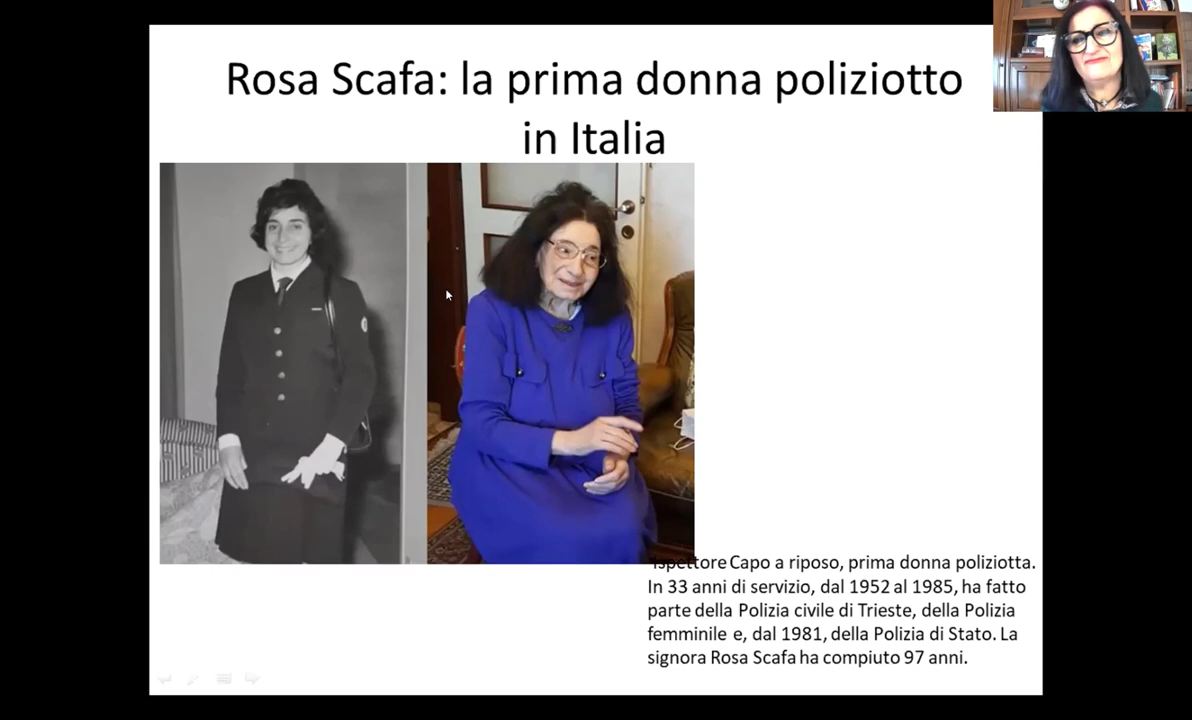 Rosa Scafa: la prima donna poliziotto
in Italia
Ispettore Capo a riposo, prima donna poliziotta.
In 33 anni di servizio, dal 1952 al 1985, ha fatto
parte della Polizia civile di Trieste, della Polizia
femminile e, dal 1981, della Polizia di Stato. La
signora Rosa Scafa ha compiuto 97 anni.